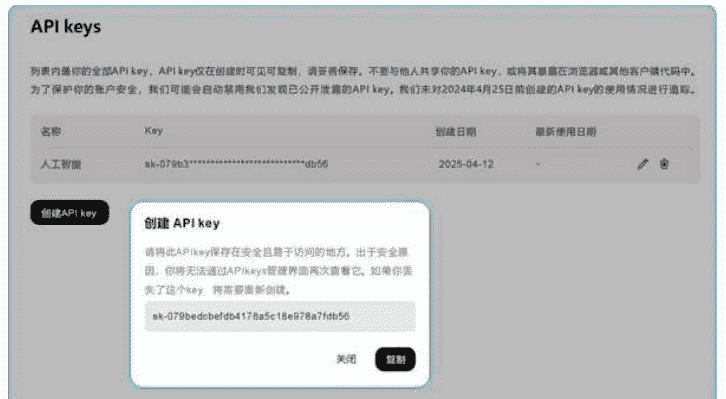 API keys
列表内是你的全部API key，API key仅在创建时可见可复制，请妥善保存。不要与他人共享你的API key，或将其暴露在浏览器或其他客户端代码中。
为了保护你的账户安全，我们可能会自动禁用我们发现已公开泄露的API key。我们未对2024年4月25日前创建的API key的使用情况进行追踪。
名称 Key 创建日期 最新使用日期
人工智能 sk-079b3****************************db56 2025-04-12 -
创建API key
创建 API key
请将此APIkey保存在安全且易于访问的地方。出于安全原
因，你将无法通过APIkeys管理界面再次查看它。如果你丢
失了这个key，将需要重新创建。
sk-079bedcbefdb4178a5c18e978a7fdb56
关闭 复制